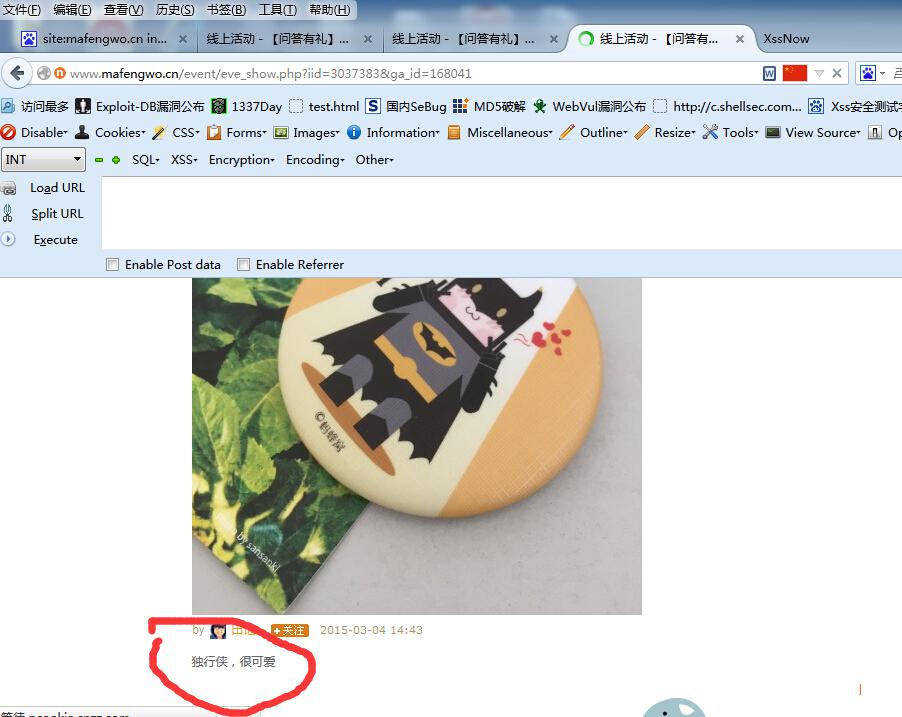 文件(F) 编辑(E) 查看(V) 历史(S) 书签(B) 工具(T) 帮助(H)
site:mafengwo.cn in... × 线上活动 - 【问答有礼】... × 线上活动 - 【问答有礼】... × 线上活动 - 【问答有... × XssNow
www.mafengwo.cn/event/eve_show.php?iid=3037383&ga_id=168041
访问最多 Exploit-DB漏洞公布 1337Day test.html 国内SeBug MD5破解 WebVul漏洞公布 http://c.shellsec.com... Xss安全测试
Disable Cookies CSS Forms Images Information Miscellaneous Outline Resize Tools View Source
INT SQL XSS Encryption Encoding Other
Load URL
Split URL
Execute
Enable Post data Enable Referrer
©蚂蜂窝
by sansanki
by +关注 2015-03-04 14:43
独行侠，很可爱